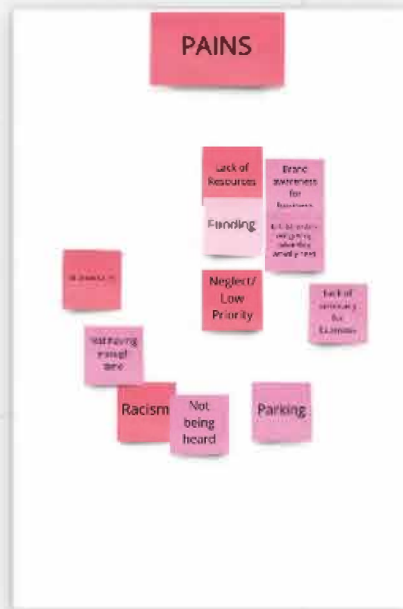 PAINS
Lack of
Resources
Brand
awareness
for
business
Funding
Neglect/
Low
Priority
Lack of
for
business
Not having
enough
time
Racism
Not
being
heard
Parking